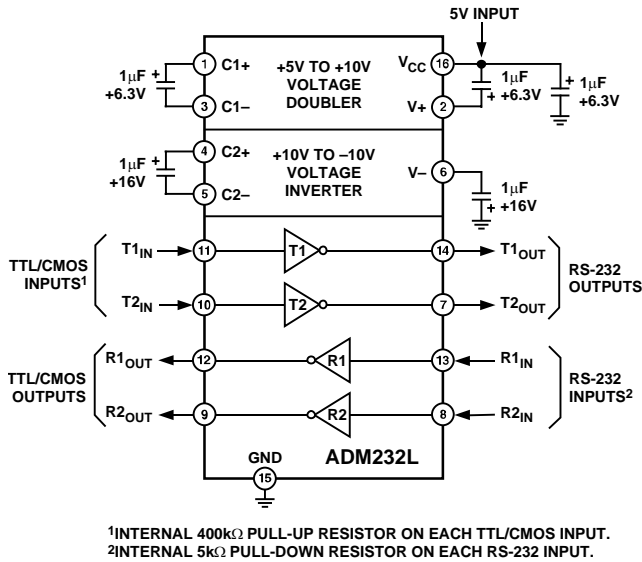 5V INPUT
1µF
+6.3V
+
1
C1+
3
C1–
+5V TO +10V
VOLTAGE
DOUBLER
VCC
16
V+
2
1µF
+6.3V
+
+
1µF
+6.3V
1µF
+16V
+
4
C2+
5
C2–
+10V TO –10V
VOLTAGE
INVERTER
V–
6
1µF
+16V
+
TTL/CMOS
INPUTS¹
T1IN
11
T1
14
T1OUT
T2IN
10
T2
7
T2OUT
RS-232
OUTPUTS
TTL/CMOS
OUTPUTS
R1OUT
12
R1
13
R1IN
R2OUT
9
R2
8
R2IN
RS-232
INPUTS²
GND
15
ADM232L
¹INTERNAL 400kΩ PULL-UP RESISTOR ON EACH TTL/CMOS INPUT.
²INTERNAL 5kΩ PULL-DOWN RESISTOR ON EACH RS-232 INPUT.